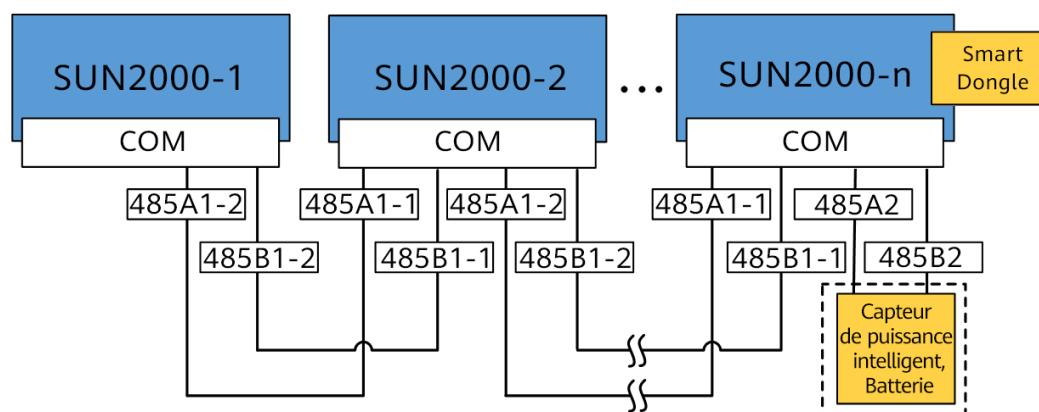 SUN2000-1
SUN2000-2
...
SUN2000-n
Smart
Dongle
COM
COM
COM
485A1-2
485A1-1
485A1-2
485A1-1
485A2
485B1-2
485B1-1
485B1-2
485B1-1
485B2
Capteur
de puissance
intelligent,
Batterie